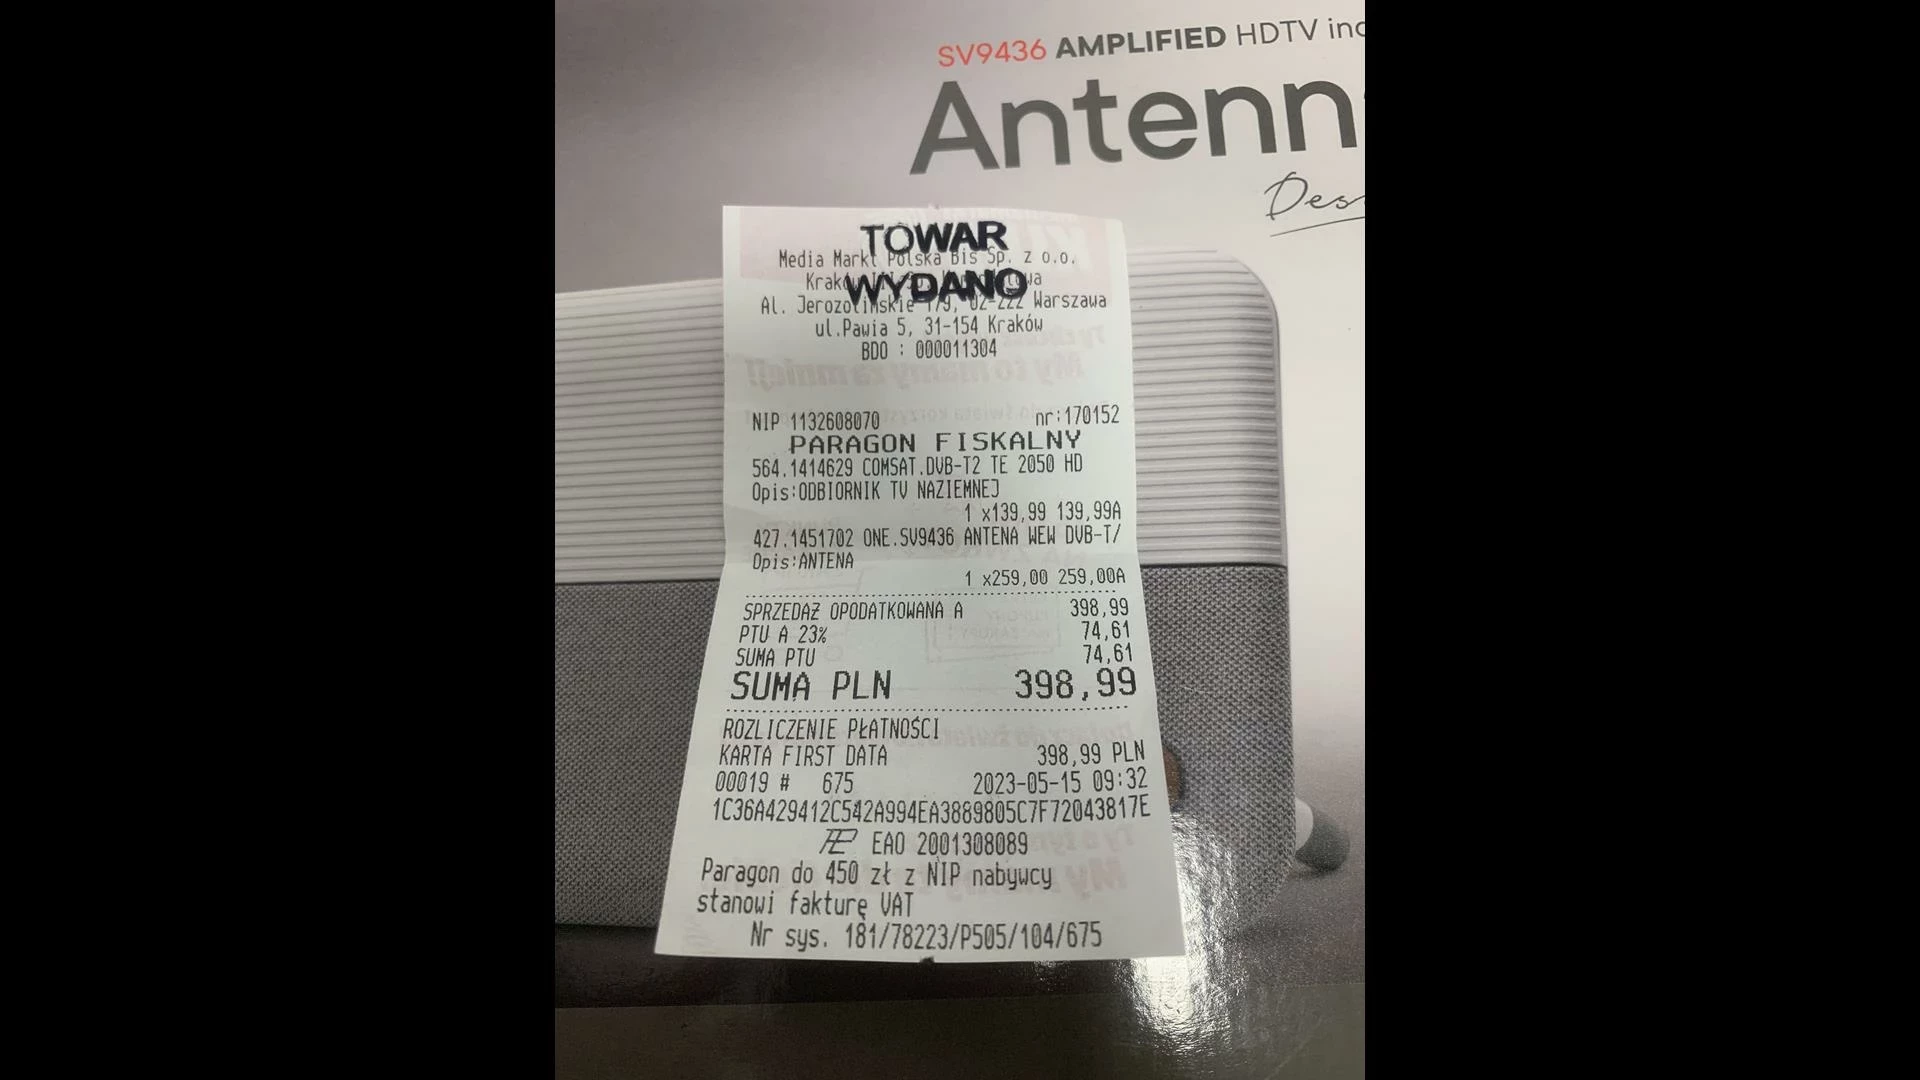 SV9436 AMPLIFIED HDTV
Antenn
TOWAR
Media Markt Polska Bis Sp. z o.o.
WYDANO
Al. Jerozolimskie 179, 02-222 Warszawa
ul.Pawia 5, 31-154 Kraków
BDO : 000011304
NIP 1132608070 nr:170152
PARAGON FISKALNY
564.1414629 COMSAT.DVB-T2 TE 2050 HD
Opis:ODBIORNIK TV NAZIEMNEJ
1 x139,99 139,99A
427.1451702 ONE.SV9436 ANTENA WEW DVB-T/
Opis:ANTENA
1 x259,00 259,00A
SPRZEDAŻ OPODATKOWANA A 398,99
PTU A 23% 74,61
SUMA PTU 74,61
SUMA PLN 398,99
ROZLICZENIE PŁATNOŚCI
KARTA FIRST DATA 398,99 PLN
00019 # 675 2023-05-15 09:32
1C36A429412C542A994EA3889805C7F72043817E
EAO 2001308089
Paragon do 450 zł z NIP nabywcy
stanowi fakturę VAT
Nr sys. 181/78223/P505/104/675